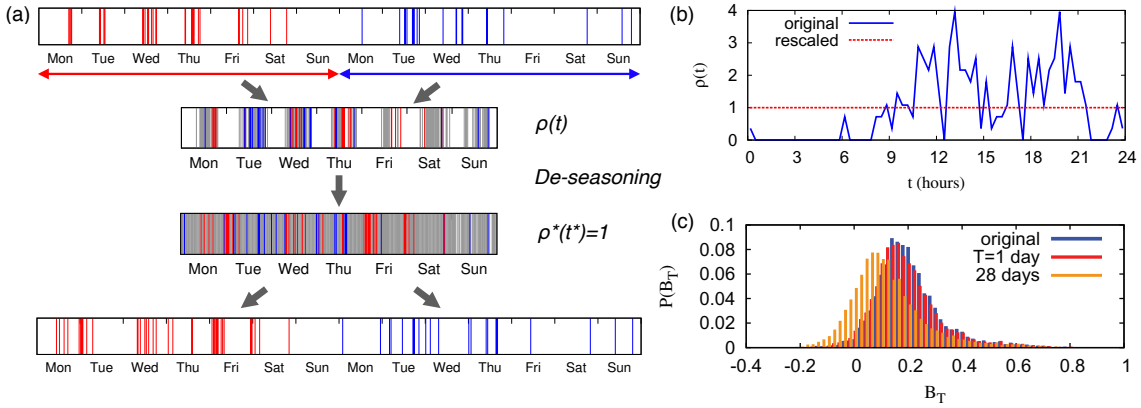 (a)
Mon Tue Wed Thu Fri Sat Sun Mon Tue Wed Thu Fri Sat Sun
ρ(t)
Mon Tue Wed Thu Fri Sat Sun
De-seasoning
ρ*(t*)=1
Mon Tue Wed Thu Fri Sat Sun
Mon Tue Wed Thu Fri Sat Sun Mon Tue Wed Thu Fri Sat Sun
(b)
original
rescaled
ρ(t)
4
3
2
1
0
0 3 6 9 12 15 18 21 24
t (hours)
(c)
original
T=1 day
28 days
P(B_T)
0.1
0.08
0.06
0.04
0.02
0
-0.4 -0.2 0 0.2 0.4 0.6 0.8 1
B_T